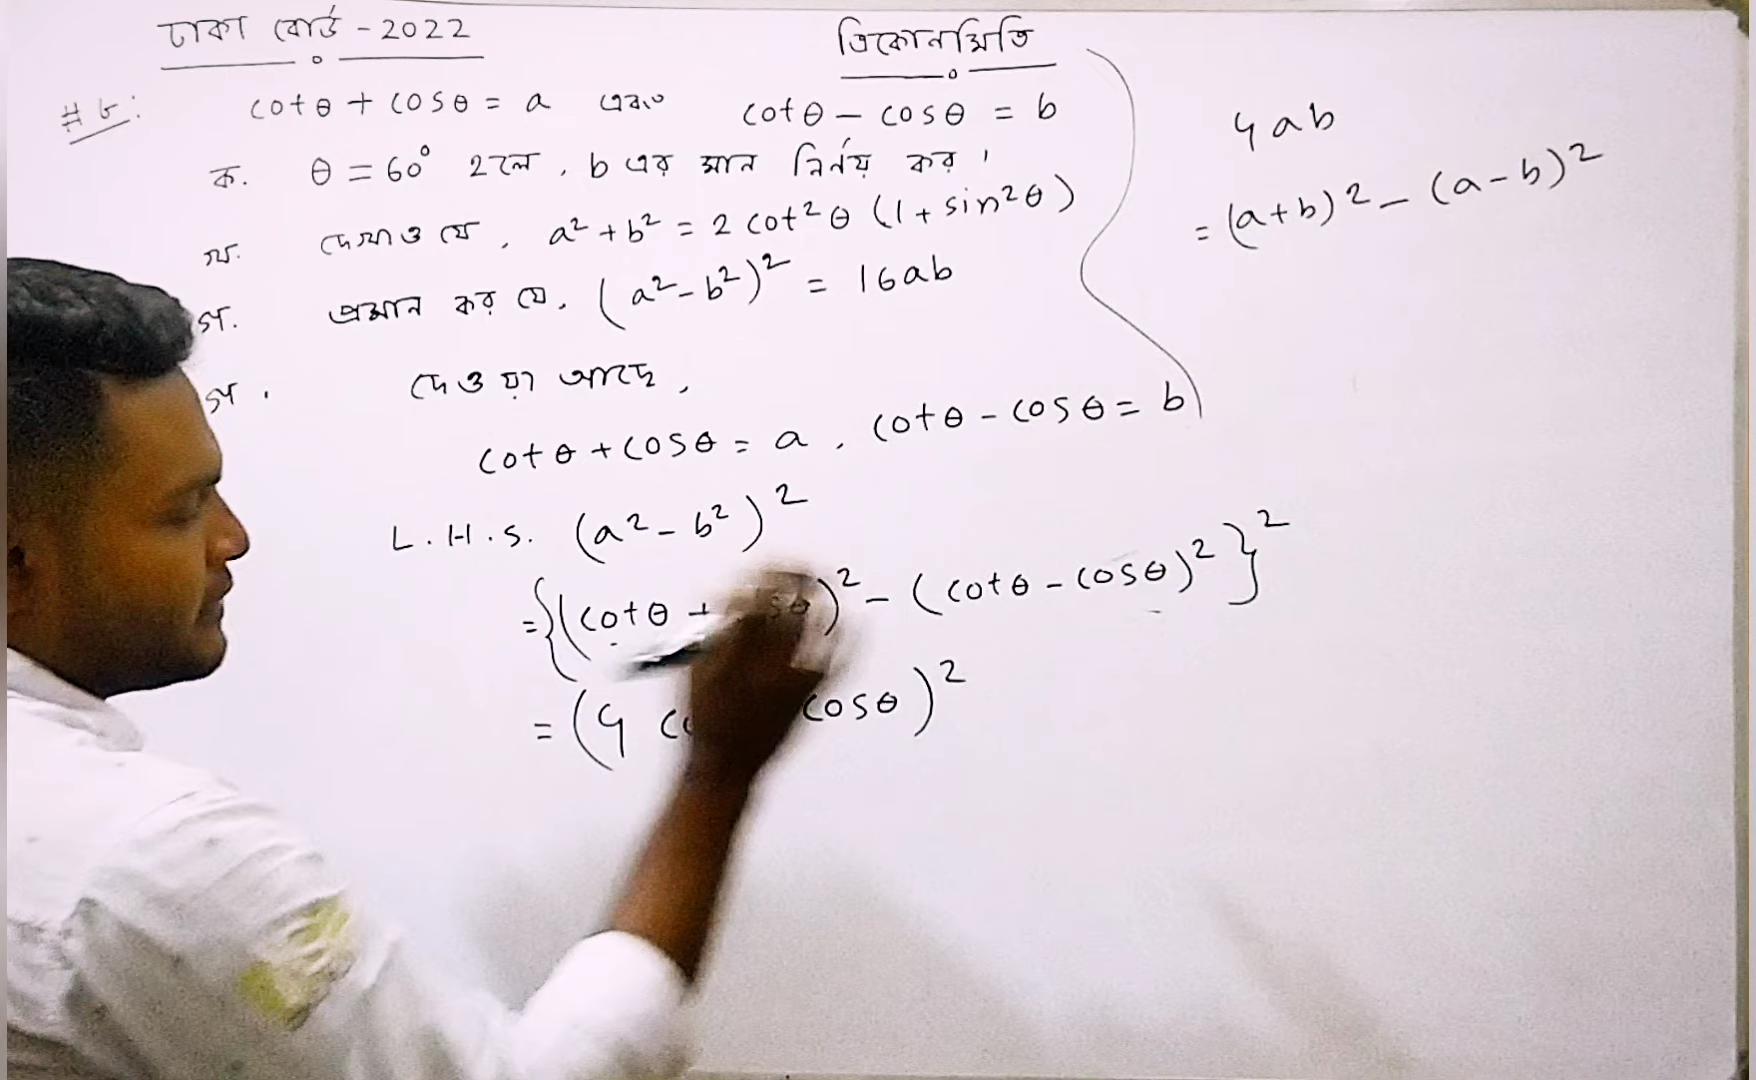 ঢাকা বোর্ড - 2022
ত্রিকোনমিতি
# ৮: cotθ + cosθ = a এবং cotθ - cosθ = b
ক. θ = 60° হলে, b এর মান নির্নয় কর।
খ. দেখাও যে, a² + b² = 2 cot²θ (1 + sin²θ)
গ. প্রমান কর যে, (a² - b²)² = 16ab
4ab
= (a+b)² - (a-b)²
গ. দেওয়া আছে,
cotθ + cosθ = a, cotθ - cosθ = b
L.H.S. (a² - b²)²
= {(cotθ + )² - (cotθ - cosθ)²}²
= (4 cosθ)²